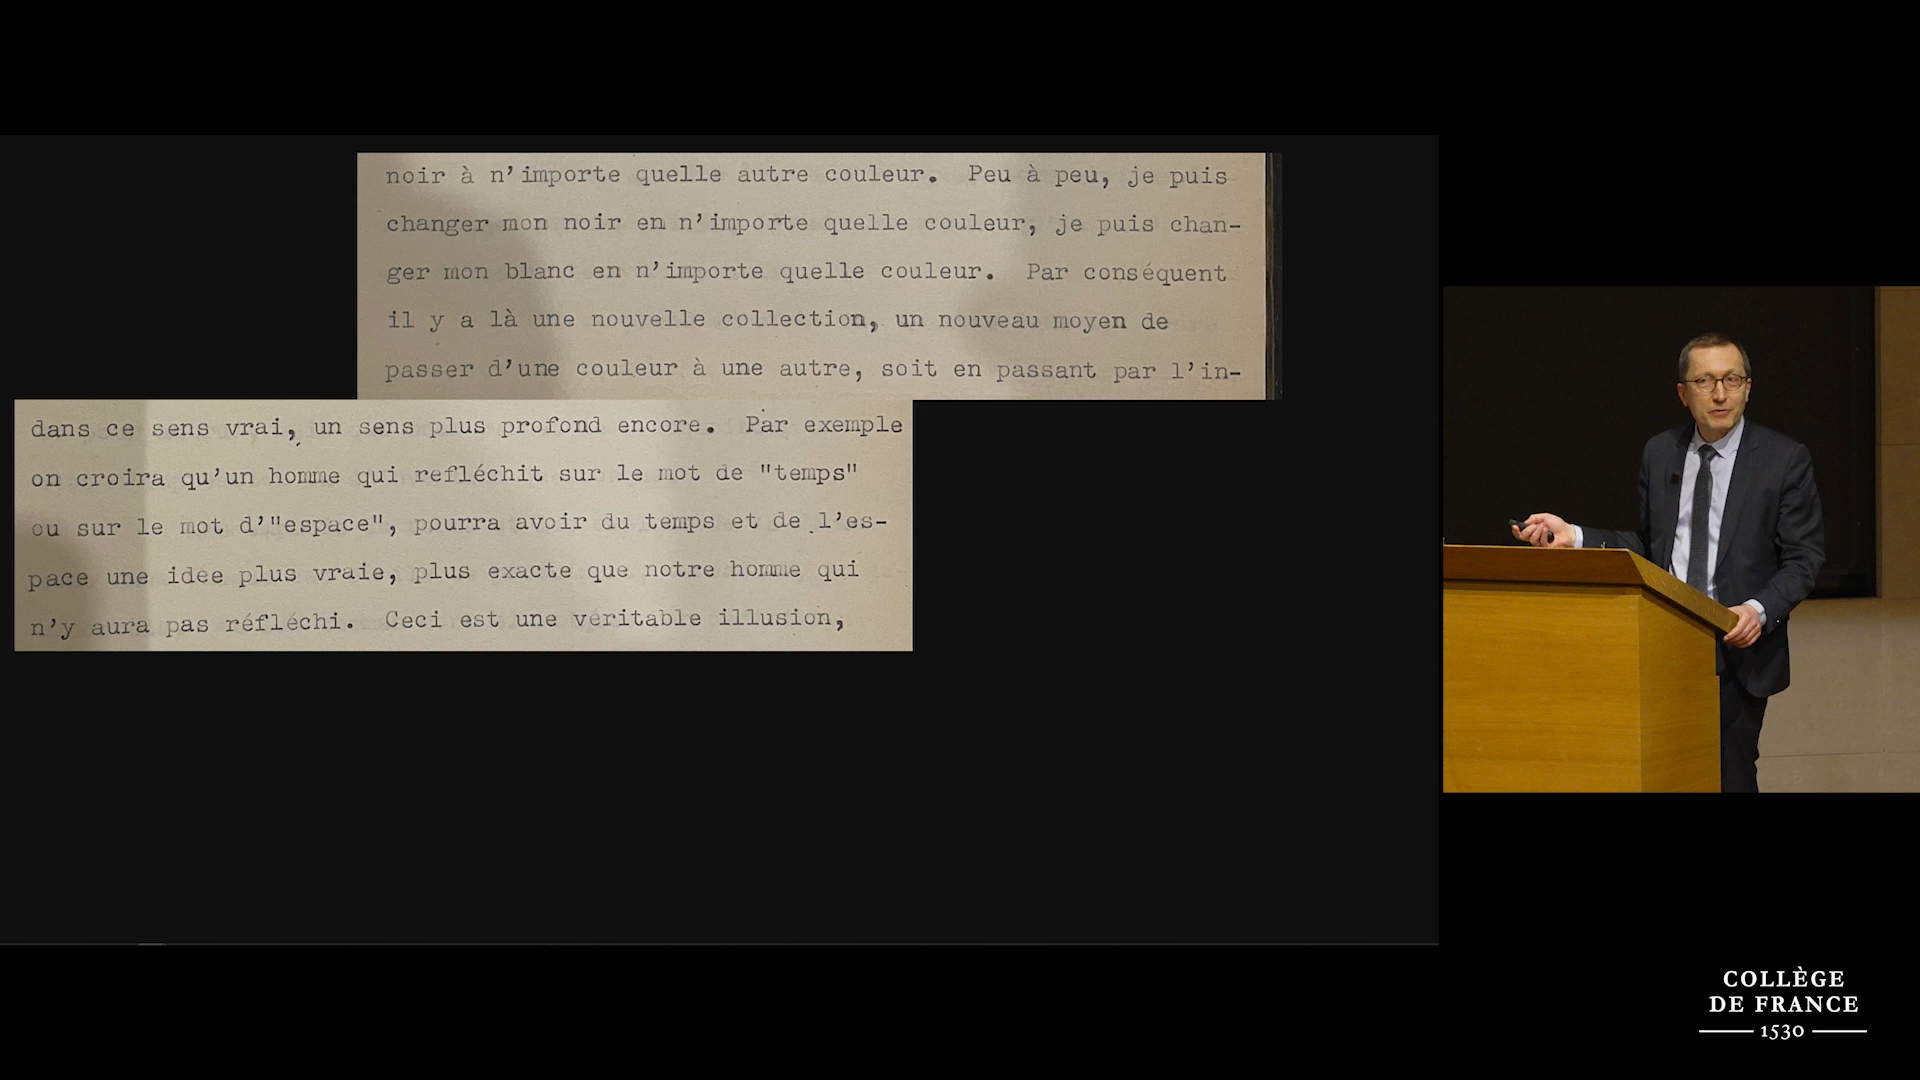 noir à n'importe quelle autre couleur. Peu à peu, je puis
changer mon noir en n'importe quelle couleur, je puis chan-
ger mon blanc en n'importe quelle couleur. Par conséquent
il y a là une nouvelle collection, un nouveau moyen de
passer d'une couleur à une autre, soit en passant par l'in-
dans ce sens vrai, un sens plus profond encore. Par exemple
on croira qu'un homme qui refléchit sur le mot de "temps"
ou sur le mot d'"espace", pourra avoir du temps et de l'es-
pace une idée plus vraie, plus exacte que notre homme qui
n'y aura pas réfléchi. Ceci est une véritable illusion,
COLLÈGE
DE FRANCE
1530